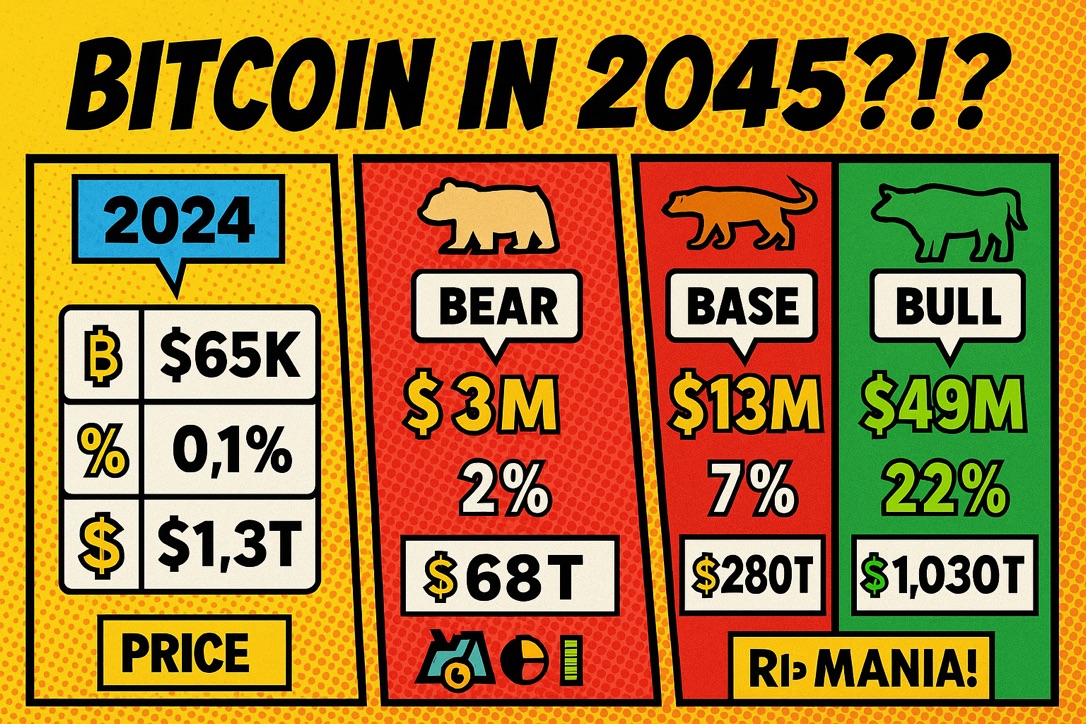 BITCOIN IN 2045?!?
2024
₿ $65K
% 0,1%
$ $1,3T
PRICE
BEAR
$3M
2%
$68T
BASE
$13M
7%
$280T
BULL
$49M
22%
$1,030T
MANIA!